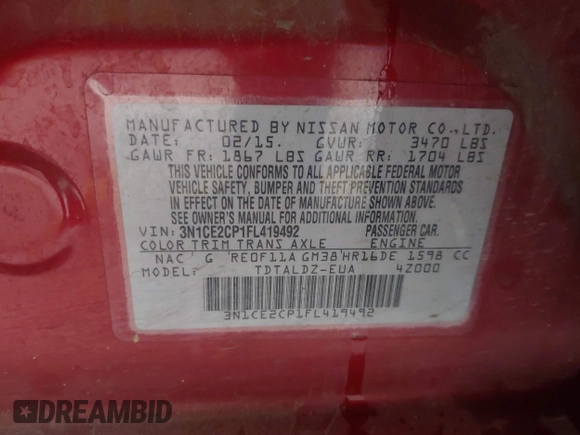 MANUFACTURED BY NISSAN MOTOR CO.,LTD.
DATE: 02/15. GVWR: 3470 LBS
GAWR FR: 1867 LBS GAWR RR: 1704 LBS
THIS VEHICLE CONFORMS TO ALL APPLICABLE FEDERAL MOTOR
VEHICLE SAFETY, BUMPER AND THEFT PREVENTION STANDARDS
IN EFFECT ON THE DATE OF MANUFACTURE SHOWN ABOVE.
SEE OWNER'S MANUAL FOR ADDITIONAL INFORMATION.
VIN: 3N1CE2CP1FL419492 PASSENGER CAR.
COLOR TRIM TRANS AXLE ENGINE
NAC G RE0F11A GM38 HR16DE 1598 CC
MODEL: TDTALDZ-EUA 4Z000
3N1CE2CP1FL419492
DREAMBID